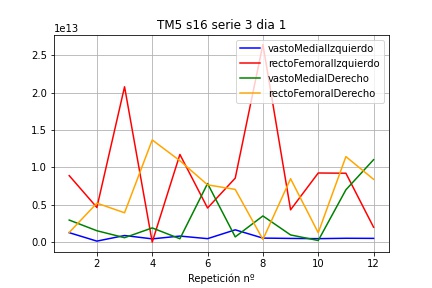 TM5 s16 serie 3 dia 1
1e13
vastoMedialIzquierdo
rectoFemoralIzquierdo
vastoMedialDerecho
rectoFemoralDerecho
2.5
2.0
1.5
1.0
0.5
0.0
2 4 6 8 10 12
Repetición nº